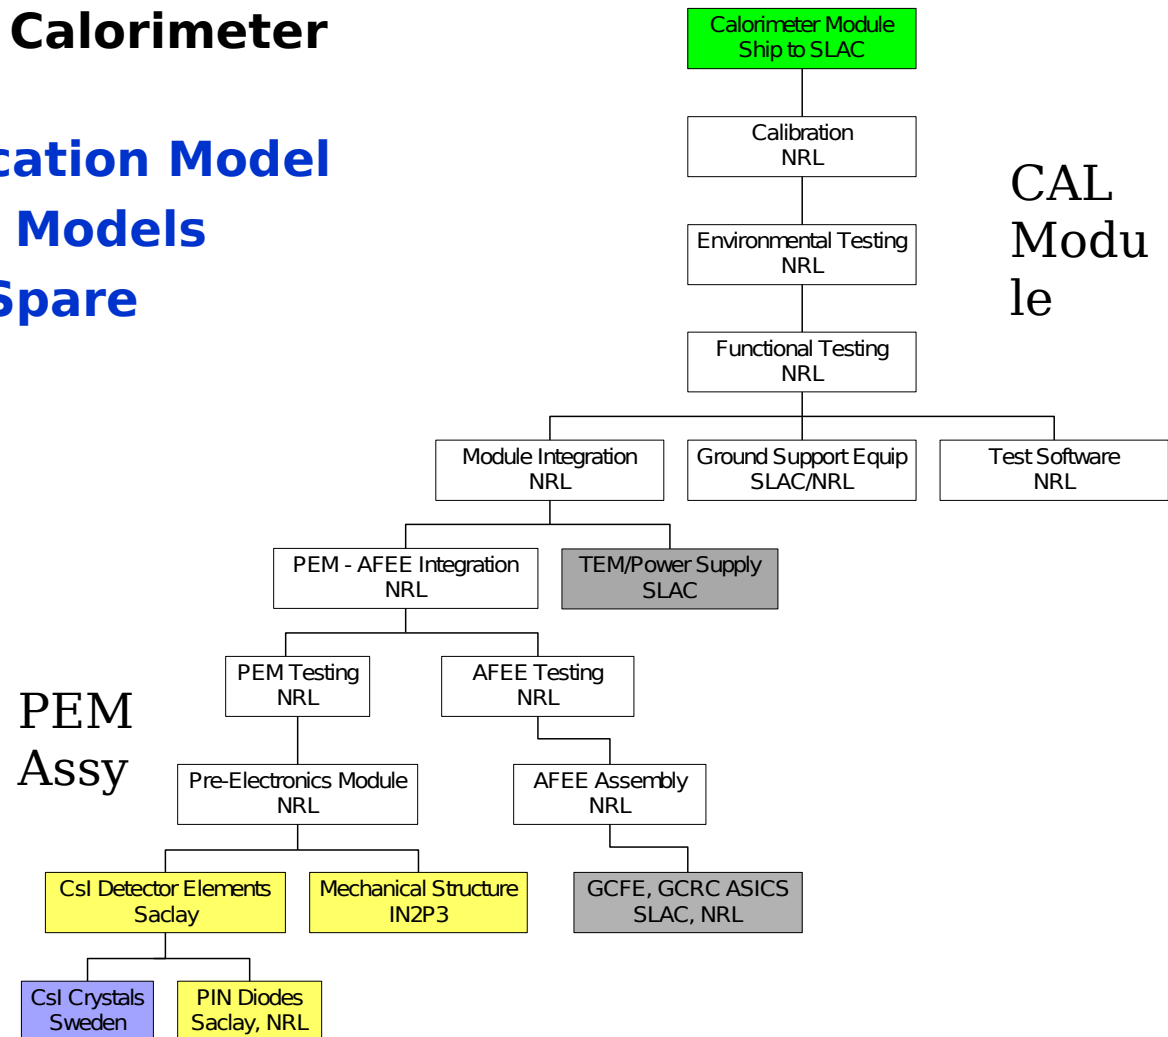 Calorimeter
cation Model
Models
Spare
Calorimeter Module
Ship to SLAC
Calibration
NRL
CAL
Modu
le
Environmental Testing
NRL
Functional Testing
NRL
Module Integration
NRL
Ground Support Equip
SLAC/NRL
Test Software
NRL
PEM - AFEE Integration
NRL
TEM/Power Supply
SLAC
PEM Testing
NRL
AFEE Testing
NRL
PEM
Assy
Pre-Electronics Module
NRL
AFEE Assembly
NRL
CsI Detector Elements
Saclay
Mechanical Structure
IN2P3
GCFE, GCRC ASICS
SLAC, NRL
CsI Crystals
Sweden
PIN Diodes
Saclay, NRL